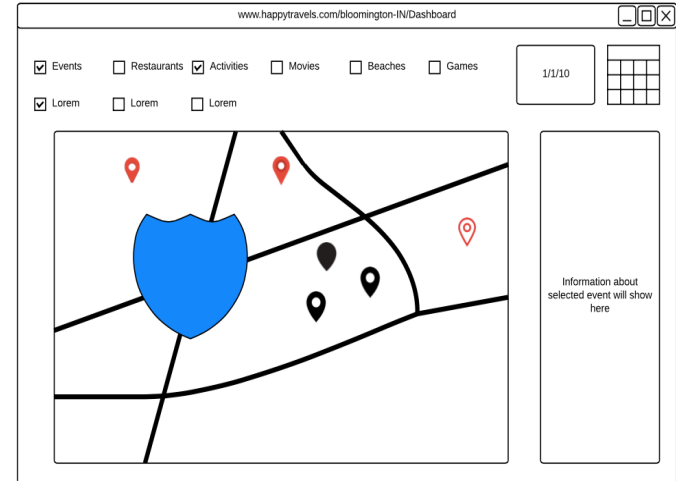 www.happytravels.com/bloomington-IN/Dashboard
Events Restaurants Activities Movies Beaches Games
1/1/10
Lorem Lorem Lorem
Information about
selected event will show
here